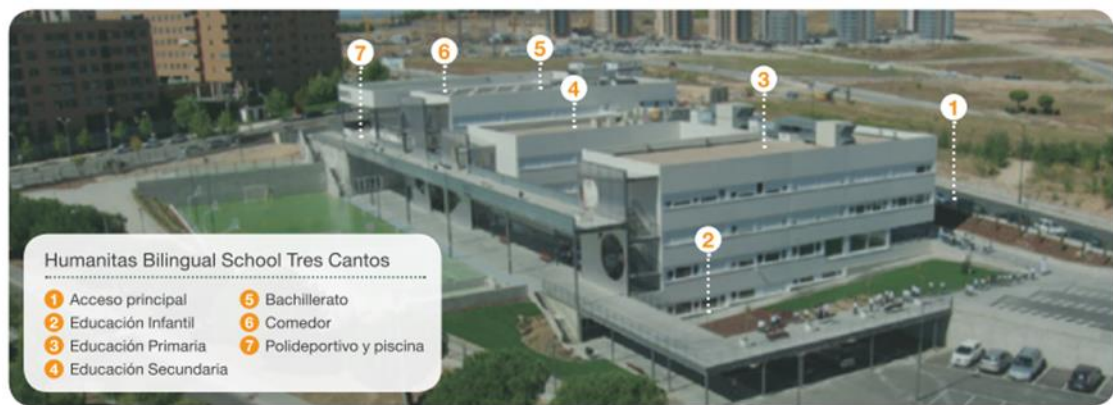 7
6
5
4
3
1
2
Humanitas Bilingual School Tres Cantos
1 Acceso principal
2 Educación Infantil
3 Educación Primaria
4 Educación Secundaria
5 Bachillerato
6 Comedor
7 Polideportivo y piscina